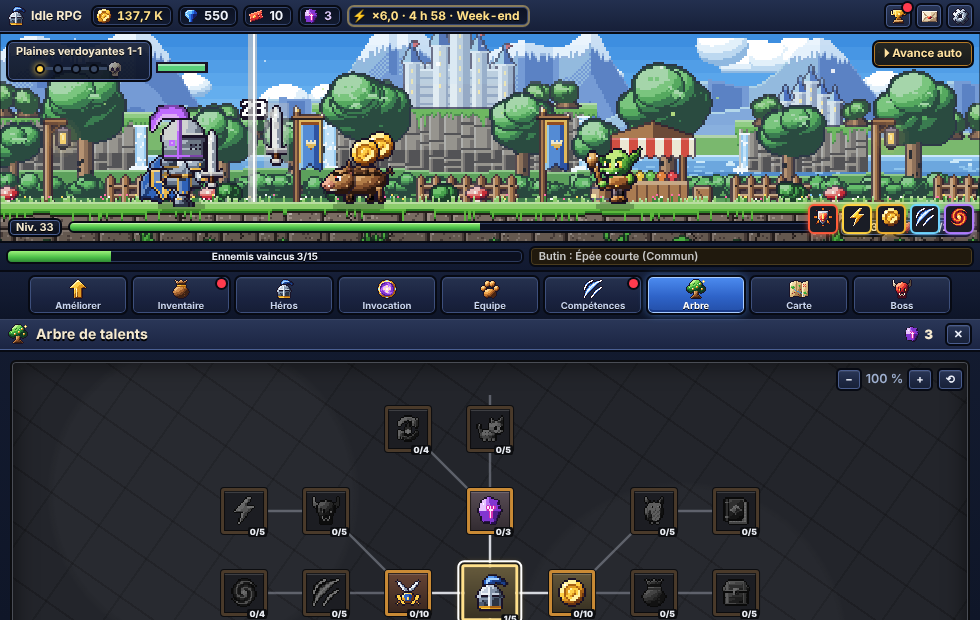 Idle RPG 137,7 K 550 10 3 ×6,0 · 4 h 58 · Week-end
Plaines verdoyantes 1-1
Avance auto
23
Niv. 33
Ennemis vaincus 3/15
Butin : Épée courte (Commun)
Améliorer Inventaire Héros Invocation Équipe Compétences Arbre Carte Boss
Arbre de talents 3 ×
− 100 % +
0/4 0/5
0/5 0/5 0/3 0/5 0/5
0/4 0/5 0/10 1/5 0/10 0/5 0/5